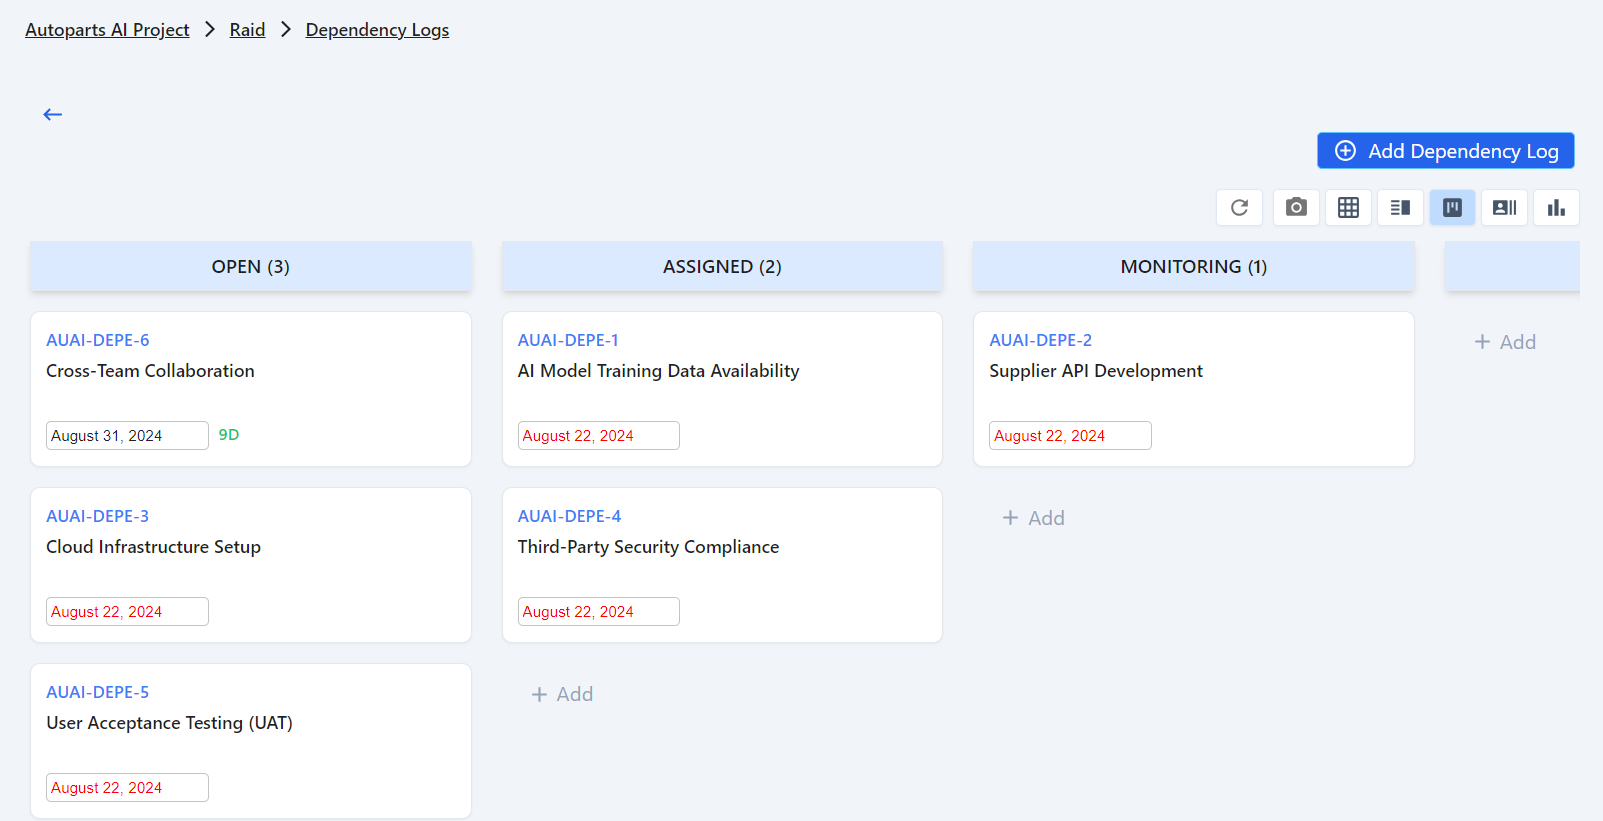 Autoparts AI Project > Raid > Dependency Logs
Add Dependency Log
OPEN (3)
AUAI-DEPE-6
Cross-Team Collaboration
August 31, 2024 9D
AUAI-DEPE-3
Cloud Infrastructure Setup
August 22, 2024
AUAI-DEPE-5
User Acceptance Testing (UAT)
August 22, 2024
ASSIGNED (2)
AUAI-DEPE-1
AI Model Training Data Availability
August 22, 2024
AUAI-DEPE-4
Third-Party Security Compliance
August 22, 2024
+ Add
MONITORING (1)
AUAI-DEPE-2
Supplier API Development
August 22, 2024
+ Add
+ Add